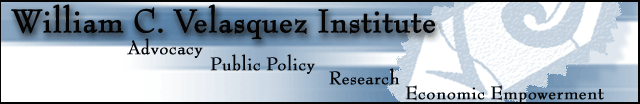 William C. Velasquez Institute
Advocacy
Public Policy
Research
Economic Empowerment